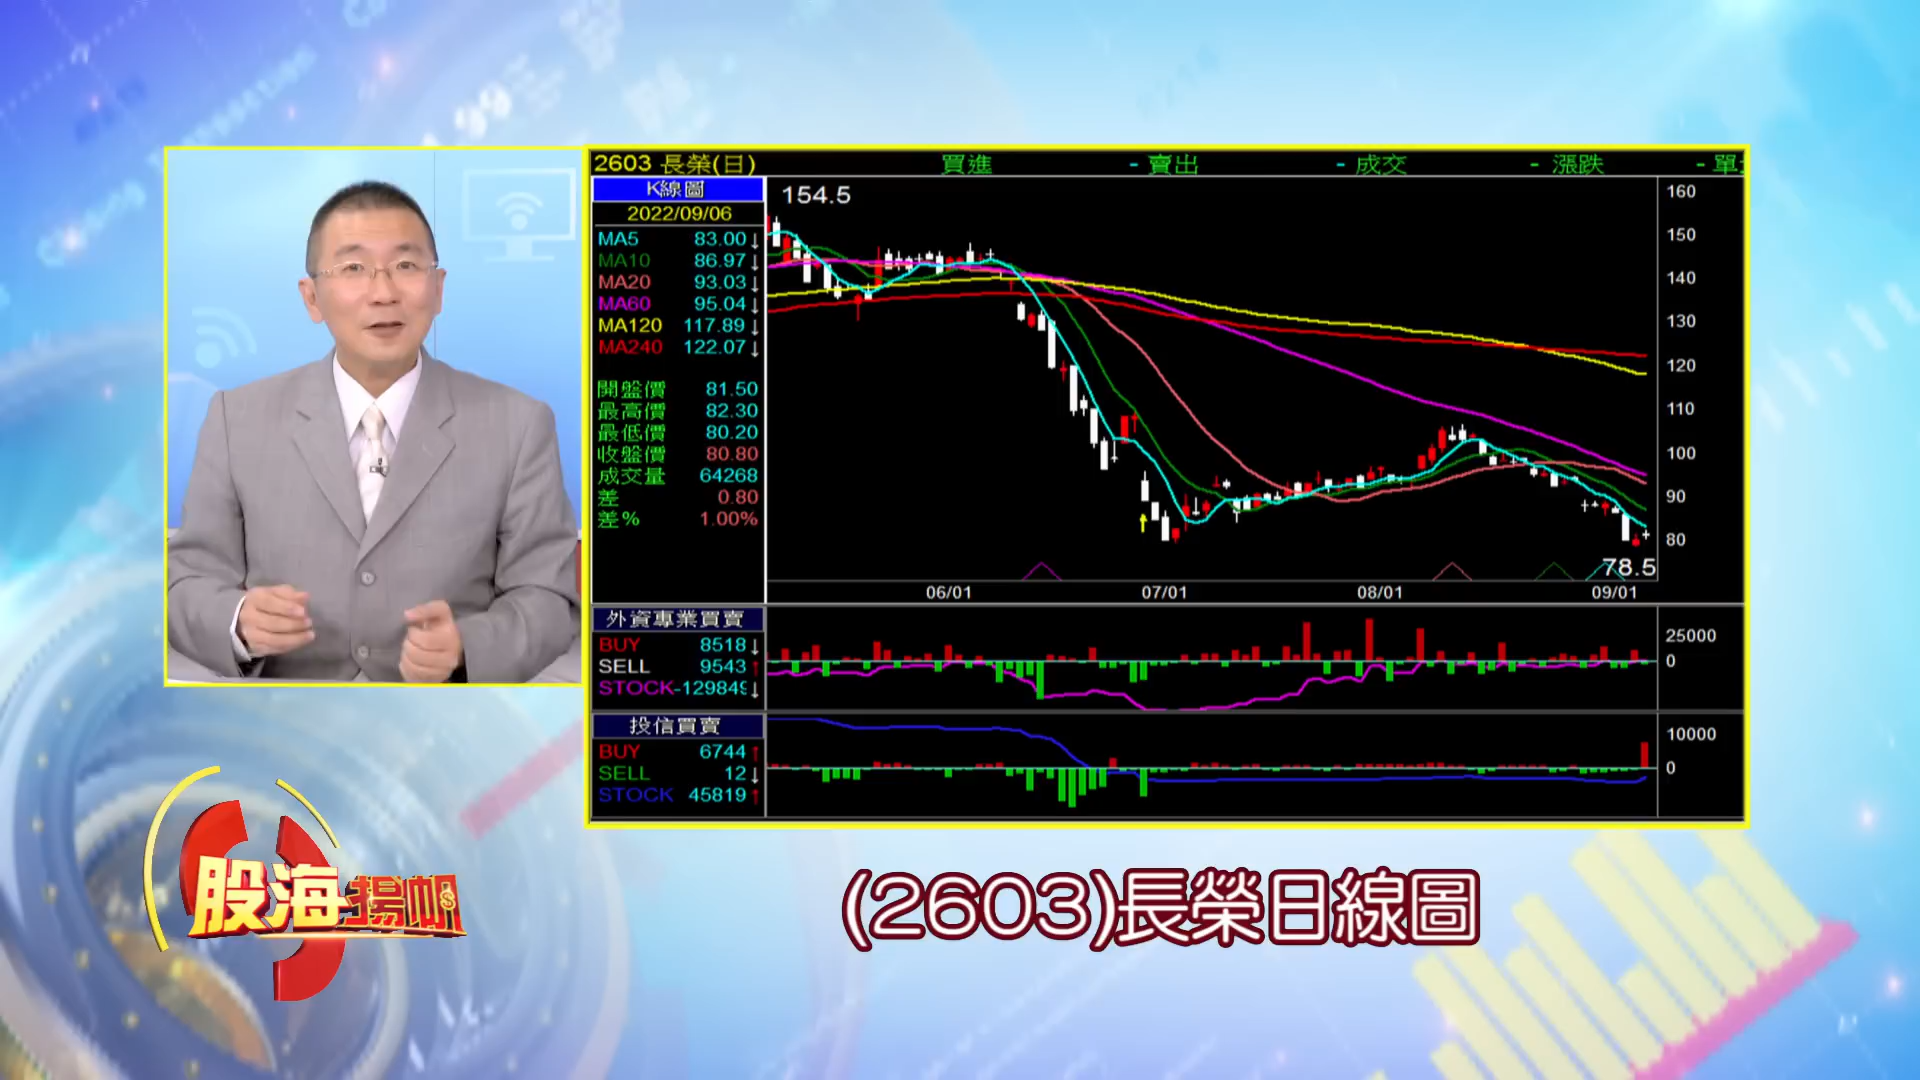 2603 長榮(日) 買進 - 賣出 - 成交 - 漲跌 - 單
K線圖
2022/09/06
MA5 83.00↓
MA10 86.97↓
MA20 93.03↓
MA60 95.04↓
MA120 117.89↓
MA240 122.07↓
開盤價 81.50
最高價 82.30
最低價 80.20
收盤價 80.80
成交量 64268
差 0.80
差% 1.00%
154.5
78.5
160
150
140
130
120
110
100
90
80
06/01 07/01 08/01 09/01
外資專業買賣
BUY 8518↓
SELL 9543↑
STOCK-129849↓
25000
0
投信買賣
BUY 6744↑
SELL 12↓
STOCK 45819↑
10000
0
股海揚帆
(2603)長榮日線圖